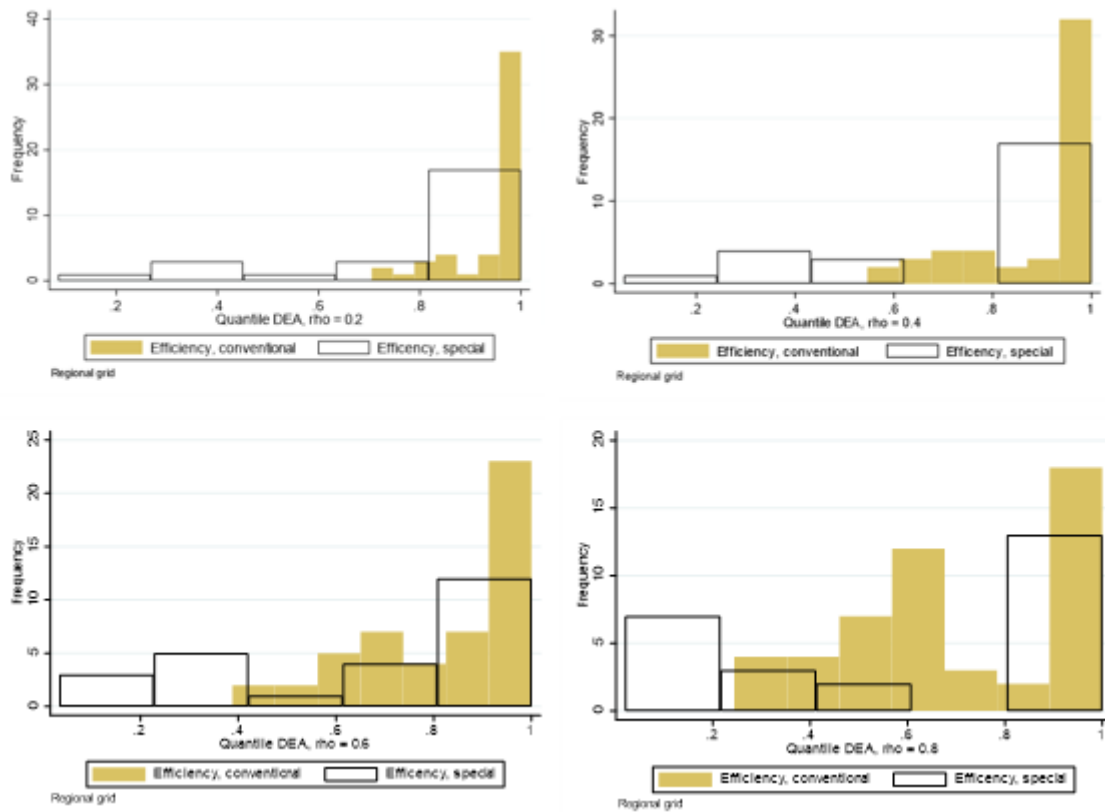 40
30
20
10
0
Frequency
.2 .4 .6 .8 1
Quantile DEA, rho = 0.2
Efficiency, conventional Efficency, special
Regional grid
30
20
10
0
Frequency
.2 .4 .6 .8 1
Quantile DEA, rho = 0.4
Efficiency, conventional Efficency, special
Regional grid
25
20
15
10
5
0
Frequency
.2 .4 .6 .8 1
Quantile DEA, rho = 0.6
Efficiency, conventional Efficency, special
Regional grid
20
15
10
5
0
Frequency
.2 .4 .6 .8 1
Quantile DEA, rho = 0.8
Efficiency, conventional Efficency, special
Regional grid